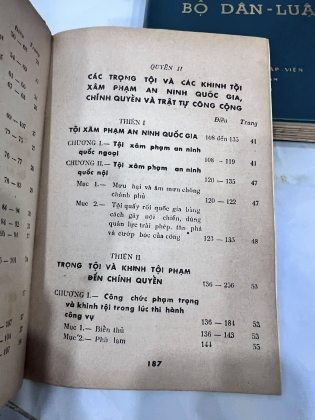 BỘ DÂN-LUẬ
QUYỂN II
CÁC TRỌNG TỘI VÀ CÁC KHINH TỘI
XÂM PHẠM AN NINH QUỐC GIA,
CHÍNH QUYỀN VÀ TRẬT TỰ CÔNG CỘNG
Điều Trang
THIÊN I
TỘI XÂM PHẠM AN NINH QUỐC GIA 108 đến 135 41
CHƯƠNG I.— Tội xâm phạm an ninh
quốc ngoại 108 — 119 41
CHƯƠNG II.— Tội xâm phạm an ninh
quốc nội 120 — 135 47
Mục 1.— Mưu hại và âm mưu chống
chánh phủ 120 — 122 47
Mục 2.— Tội quấy rối quốc gia bằng
cách gây nội chiến, dùng
quân lực trái phép, tàn phá
và cướp bóc của công 123 — 135 48
THIÊN II
TRỌNG TỘI VÀ KHINH TỘI PHẠM
ĐẾN CHÍNH QUYỀN 136 — 256 53
CHƯƠNG I.— Công chức phạm trọng
và khinh tội trong lúc thi hành
công vụ 136 — 184 53
Mục 1.— Biển thủ 136 — 143 53
Mục 2.— Phù lạm 144 55
187